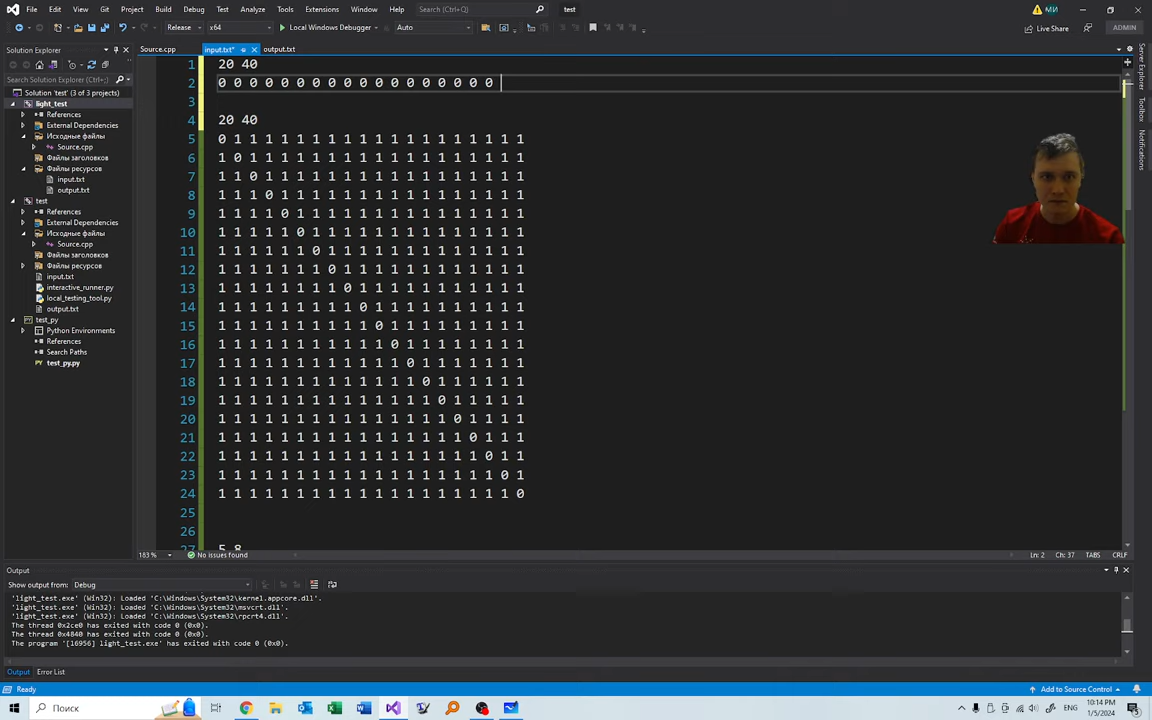 File Edit View Git Project Build Debug Test Analyze Tools Extensions Window Help Search (Ctrl+Q) test МИ
Release x64 Local Windows Debugger Auto Live Share ADMIN
Solution Explorer
Source.cpp input.txt* output.txt
Search Solution Explorer (Ctrl+;)
Solution 'test' (3 of 3 projects)
light_test
References
External Dependencies
Исходные файлы
Source.cpp
Файлы заголовков
Файлы ресурсов
input.txt
output.txt
test
References
External Dependencies
Исходные файлы
Source.cpp
Файлы заголовков
Файлы ресурсов
input.txt
interactive_runner.py
local_testing_tool.py
output.txt
test_py
Python Environments
References
Search Paths
test_py.py
1 20 40
2 0 0 0 0 0 0 0 0 0 0 0 0 0 0 0 0 0 0
3
4 20 40
5 0 1 1 1 1 1 1 1 1 1 1 1 1 1 1 1 1 1 1 1
6 1 0 1 1 1 1 1 1 1 1 1 1 1 1 1 1 1 1 1 1
7 1 1 0 1 1 1 1 1 1 1 1 1 1 1 1 1 1 1 1 1
8 1 1 1 0 1 1 1 1 1 1 1 1 1 1 1 1 1 1 1 1
9 1 1 1 1 0 1 1 1 1 1 1 1 1 1 1 1 1 1 1 1
10 1 1 1 1 1 0 1 1 1 1 1 1 1 1 1 1 1 1 1 1
11 1 1 1 1 1 1 0 1 1 1 1 1 1 1 1 1 1 1 1 1
12 1 1 1 1 1 1 1 0 1 1 1 1 1 1 1 1 1 1 1 1
13 1 1 1 1 1 1 1 1 0 1 1 1 1 1 1 1 1 1 1 1
14 1 1 1 1 1 1 1 1 1 0 1 1 1 1 1 1 1 1 1 1
15 1 1 1 1 1 1 1 1 1 1 0 1 1 1 1 1 1 1 1 1
16 1 1 1 1 1 1 1 1 1 1 1 0 1 1 1 1 1 1 1 1
17 1 1 1 1 1 1 1 1 1 1 1 1 0 1 1 1 1 1 1 1
18 1 1 1 1 1 1 1 1 1 1 1 1 1 0 1 1 1 1 1 1
19 1 1 1 1 1 1 1 1 1 1 1 1 1 1 0 1 1 1 1 1
20 1 1 1 1 1 1 1 1 1 1 1 1 1 1 1 0 1 1 1 1
21 1 1 1 1 1 1 1 1 1 1 1 1 1 1 1 1 0 1 1 1
22 1 1 1 1 1 1 1 1 1 1 1 1 1 1 1 1 1 0 1 1
23 1 1 1 1 1 1 1 1 1 1 1 1 1 1 1 1 1 1 0 1
24 1 1 1 1 1 1 1 1 1 1 1 1 1 1 1 1 1 1 1 0
25
26
27 5 8
Server Explorer
Toolbox
Notifications
183 % No issues found Ln: 2 Ch: 37 TABS CRLF
Output
Show output from: Debug
'light_test.exe' (Win32): Loaded 'C:\Windows\System32\kernel.appcore.dll'.
'light_test.exe' (Win32): Loaded 'C:\Windows\System32\msvcrt.dll'.
'light_test.exe' (Win32): Loaded 'C:\Windows\System32\rpcrt4.dll'.
The thread 0x2ce0 has exited with code 0 (0x0).
The thread 0x4840 has exited with code 0 (0x0).
The program '[16956] light_test.exe' has exited with code 0 (0x0).
Output Error List
Ready Add to Source Control
Поиск
10:14 PM
1/5/2024
5